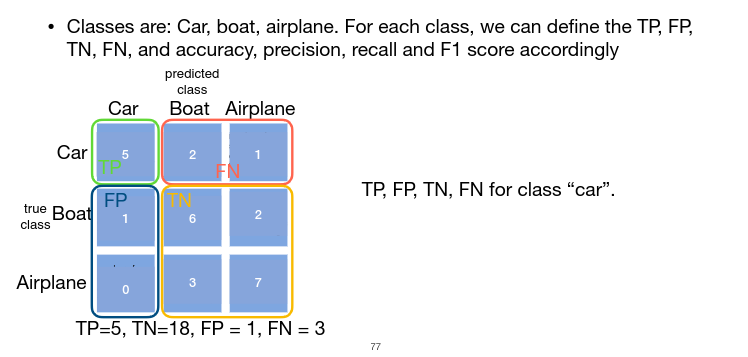 • Classes are: Car, boat, airplane. For each class, we can define the TP, FP,
TN, FN, and accuracy, precision, recall and F1 score accordingly
predicted
class
Car Boat Airplane
Car 5 2 1
TP FN
TP, FP, TN, FN for class “car”.
FP TN
true
class
Boat 1 6 2
Airplane 0 3 7
TP=5, TN=18, FP = 1, FN = 3
77